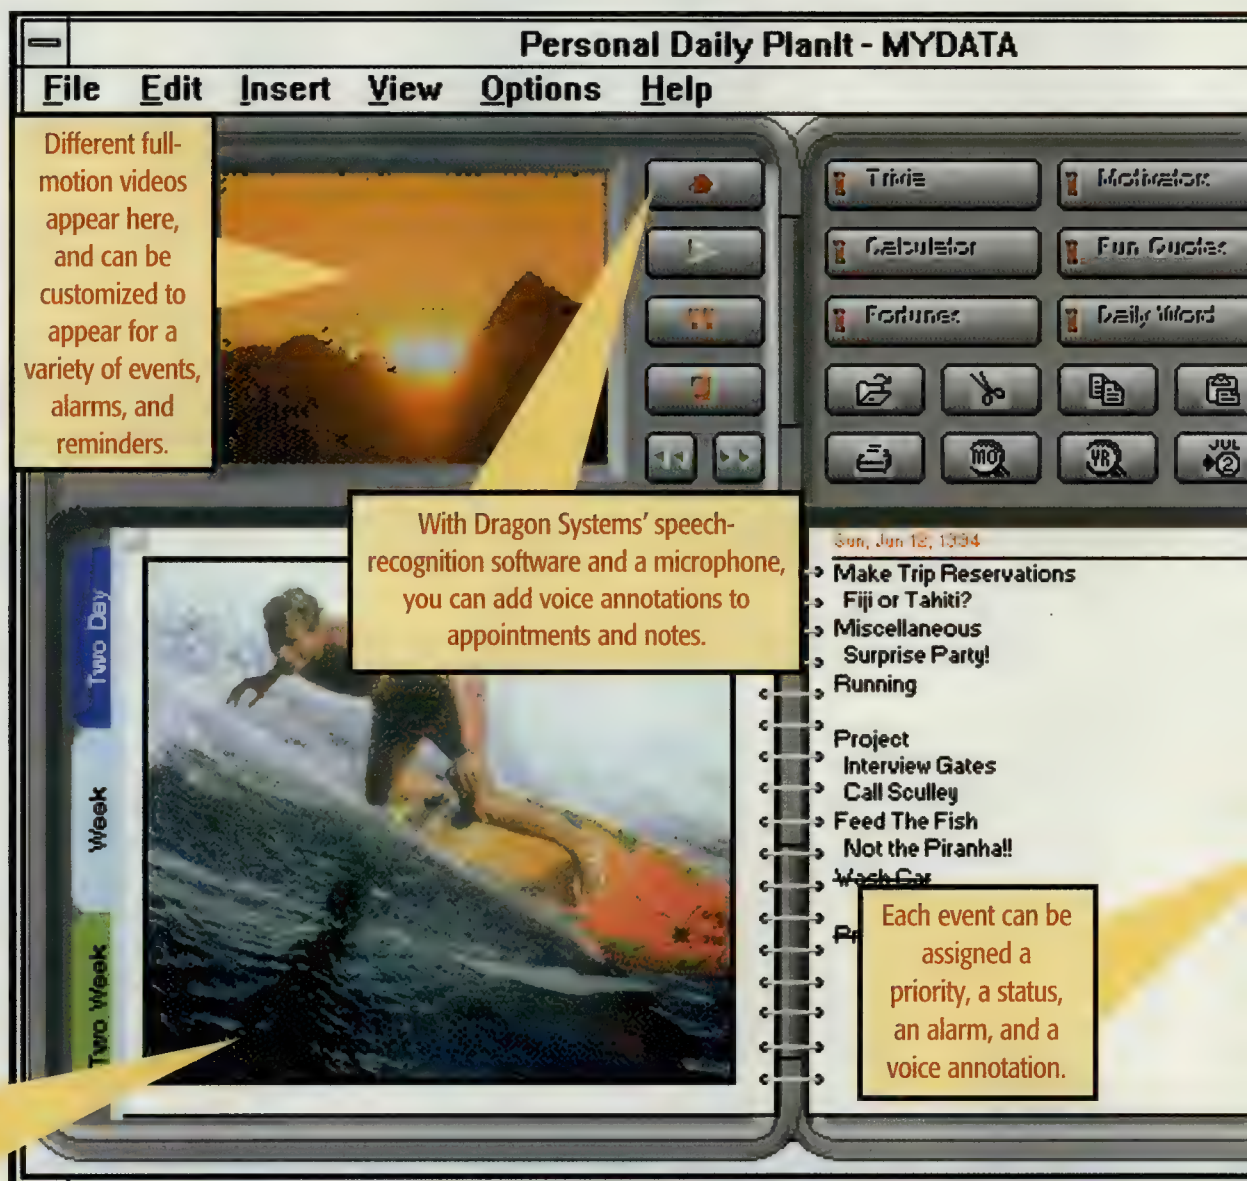 Personal Daily PlanIt - MYDATA
File Edit Insert View Options Help
Different full-
motion videos
appear here,
and can be
customized to
appear for a
variety of events,
alarms, and
reminders.
Trivia
Motivators
Calculator
Fun Quotes
Fortunes
Daily Word
MO
YR
JUL
2
With Dragon Systems' speech-
recognition software and a microphone,
you can add voice annotations to
appointments and notes.
Two Day
Week
Two Week
Sun, Jun 12, 1994
Make Trip Reservations
Fiji or Tahiti?
Miscellaneous
Surprise Party!
Running
Project
Interview Gates
Call Sculley
Feed The Fish
Not the Piranha!!
Wash Car
Each event can be
assigned a
priority, a status,
an alarm, and a
voice annotation.